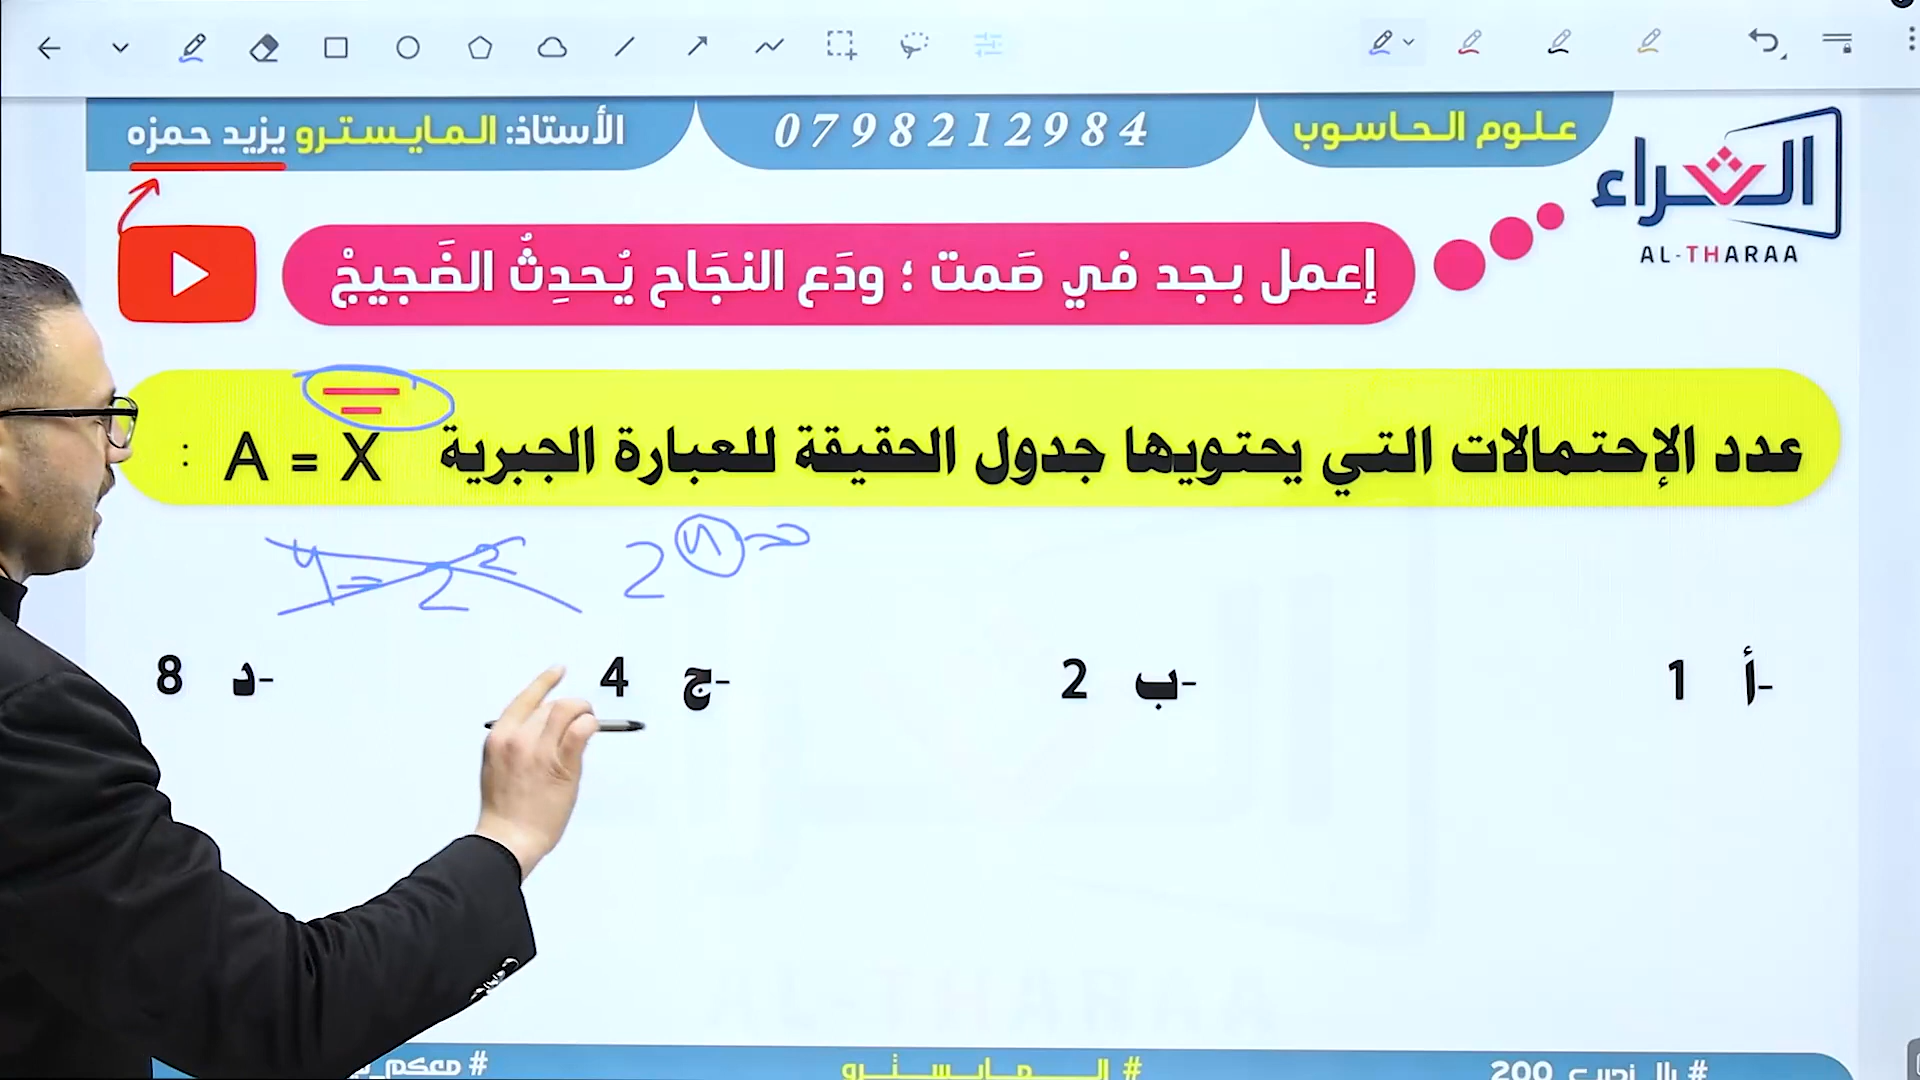 علوم الحاسوب
0798212984
الأستاذ: المايسترو يزيد حمزه
الثراء
AL-THARAA
إعمل بجد في صَمت ؛ ودَع النجَاح يُحدِثُ الضَجيجْ
عدد الإحتمالات التي يحتويها جدول الحقيقة للعبارة الجبرية A = X :
2
أ- 1
ب- 2
ج- 4
د- 8